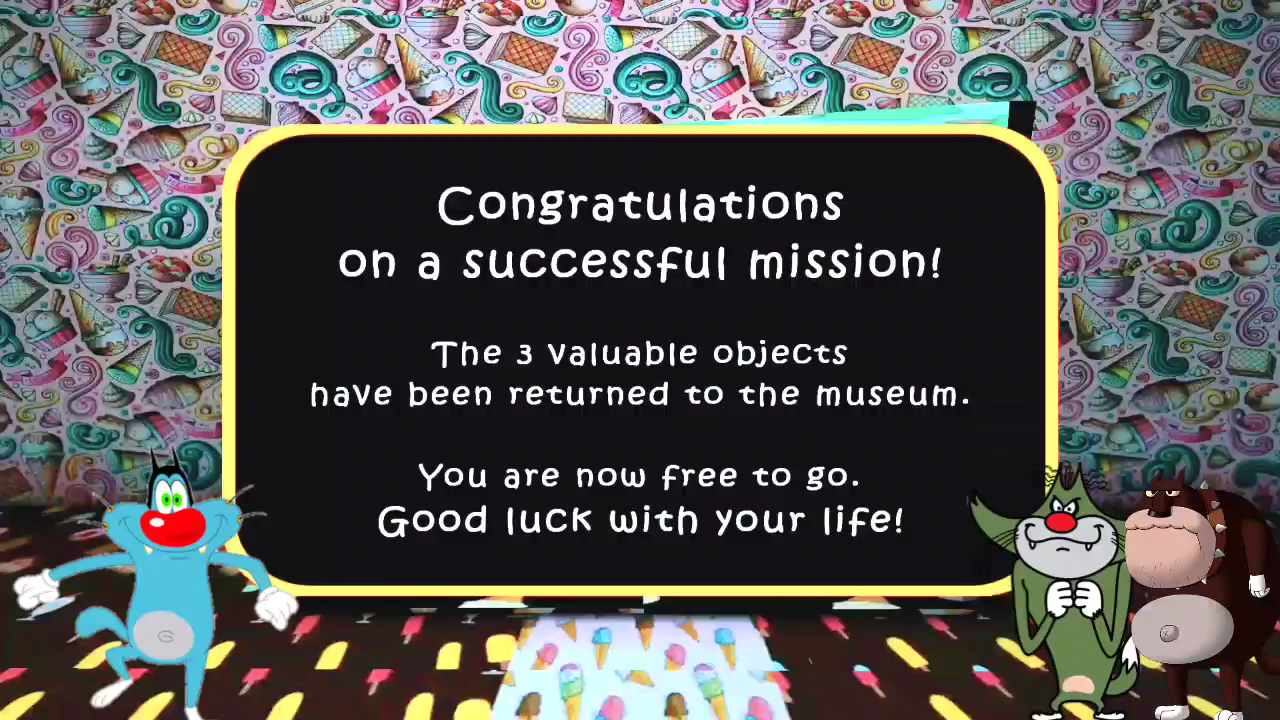 Congratulations
on a successful mission!
The 3 valuable objects
have been returned to the museum.
You are now free to go.
Good luck with your life!